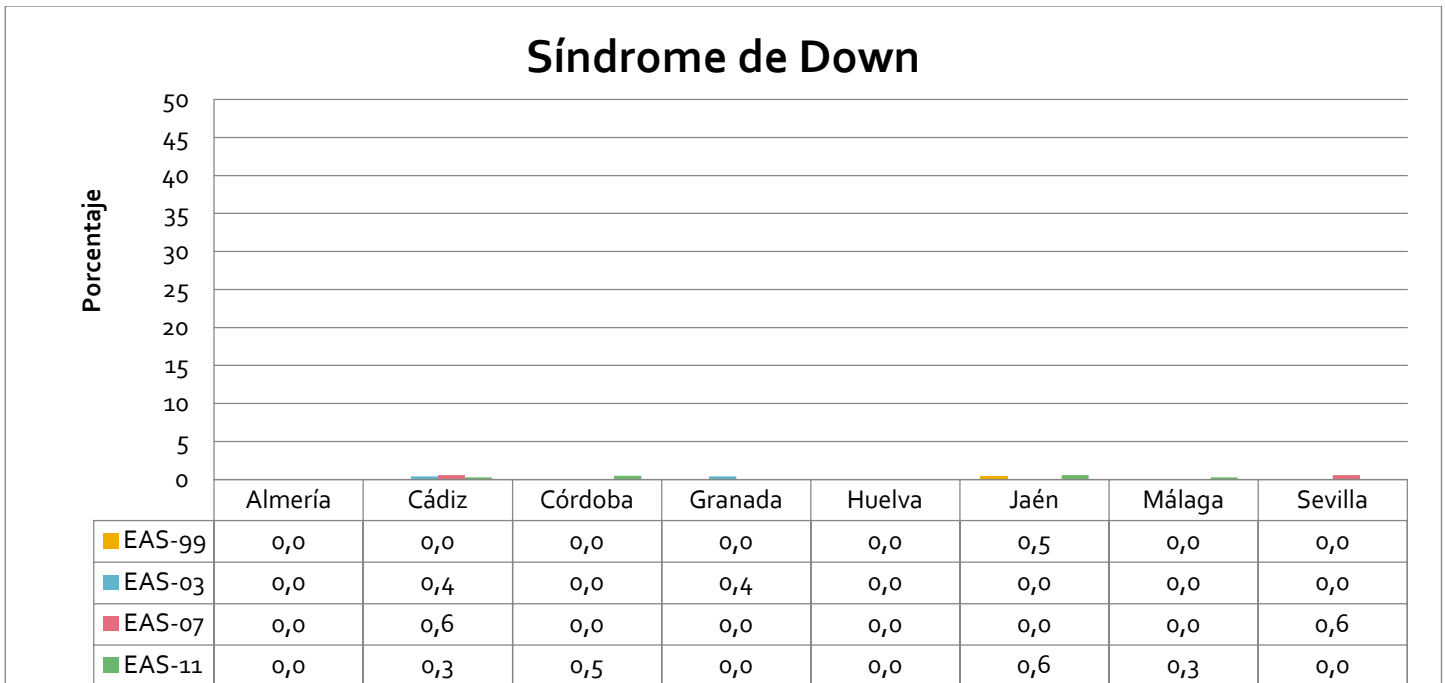 Síndrome de Down
Porcentaje
50
45
40
35
30
25
20
15
10
5
0
Almería Cádiz Córdoba Granada Huelva Jaén Málaga Sevilla
EAS-99 0,0 0,0 0,0 0,0 0,0 0,5 0,0 0,0
EAS-03 0,0 0,4 0,0 0,4 0,0 0,0 0,0 0,0
EAS-07 0,0 0,6 0,0 0,0 0,0 0,0 0,0 0,6
EAS-11 0,0 0,3 0,5 0,0 0,0 0,6 0,3 0,0